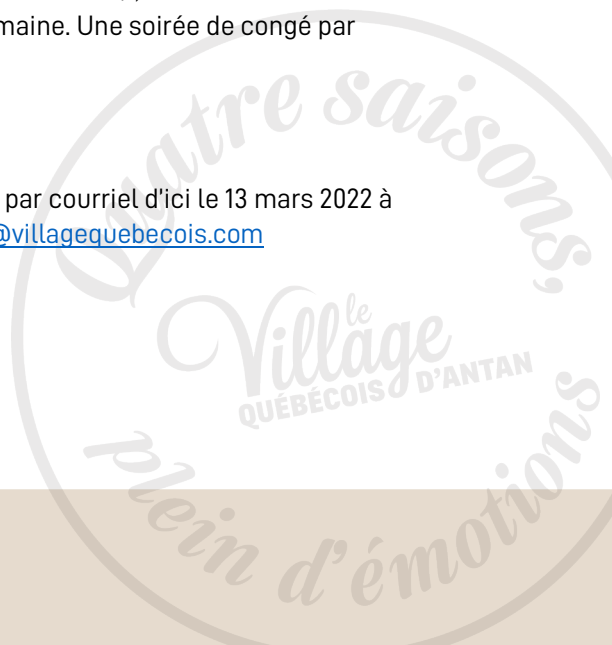 maine. Une soirée de congé par
par courriel d'ici le 13 mars 2022 à
@villagequebecois.com
Quatre saisons,
le
Village
QUÉBÉCOIS D'ANTAN
plein d'émotions